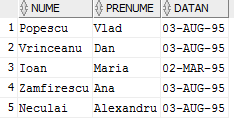 NUME PRENUME DATAN
1 Popescu Vlad 03-AUG-95
2 Vrinceanu Dan 03-AUG-95
3 Ioan Maria 02-MAR-95
4 Zamfirescu Ana 03-AUG-95
5 Neculai Alexandru 03-AUG-95